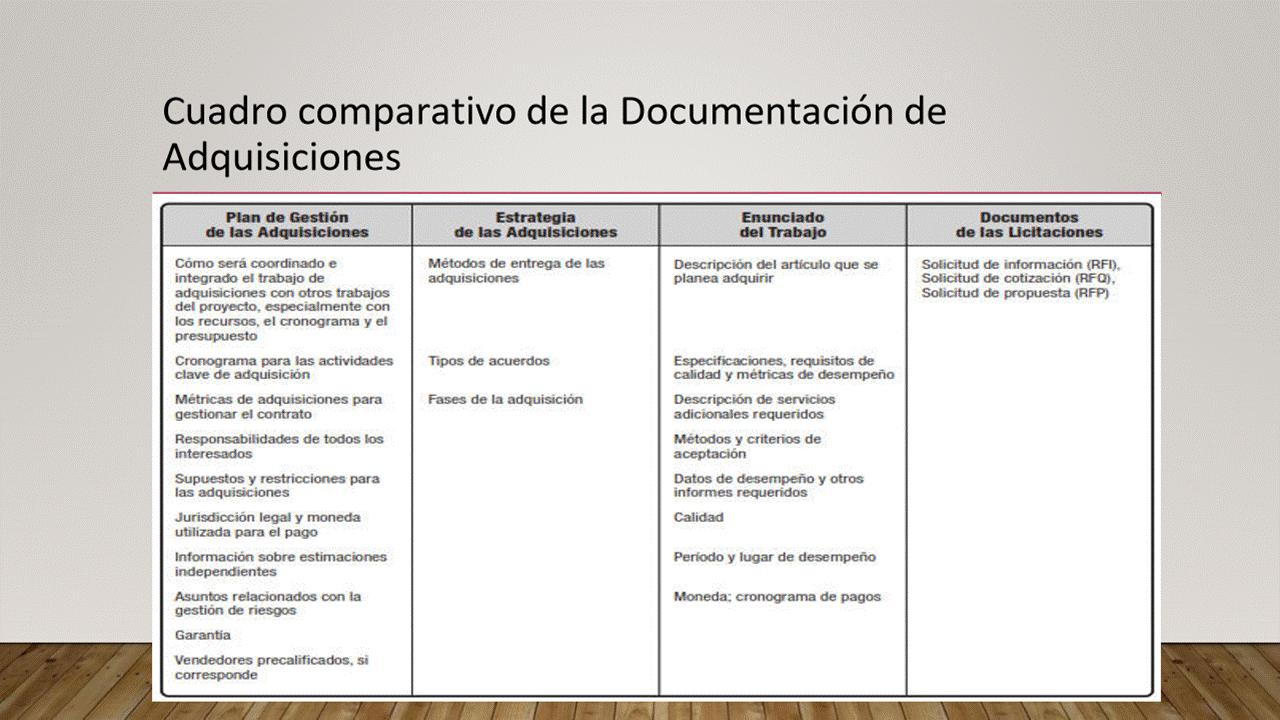 Cuadro comparativo de la Documentación de
Adquisiciones
Plan de Gestión
de las Adquisiciones
Cómo será coordinado e
integrado el trabajo de
adquisiciones con otros trabajos
del proyecto, especialmente con
los recursos, el cronograma y el
presupuesto
Cronograma para las actividades
clave de adquisición
Métricas de adquisiciones para
gestionar el contrato
Responsabilidades de todos los
interesados
Supuestos y restricciones para
las adquisiciones
Jurisdicción legal y moneda
utilizada para el pago
Información sobre estimaciones
independientes
Asuntos relacionados con la
gestión de riesgos
Garantía
Vendedores precalificados, si
corresponde
Estrategia
de las Adquisiciones
Métodos de entrega de las
adquisiciones
Tipos de acuerdos
Fases de la adquisición
Enunciado
del Trabajo
Descripción del artículo que se
planea adquirir
Especificaciones, requisitos de
calidad y métricas de desempeño
Descripción de servicios
adicionales requeridos
Métodos y criterios de
aceptación
Datos de desempeño y otros
informes requeridos
Calidad
Período y lugar de desempeño
Moneda; cronograma de pagos
Documentos
de las Licitaciones
Solicitud de información (RFI),
Solicitud de cotización (RFQ),
Solicitud de propuesta (RFP)